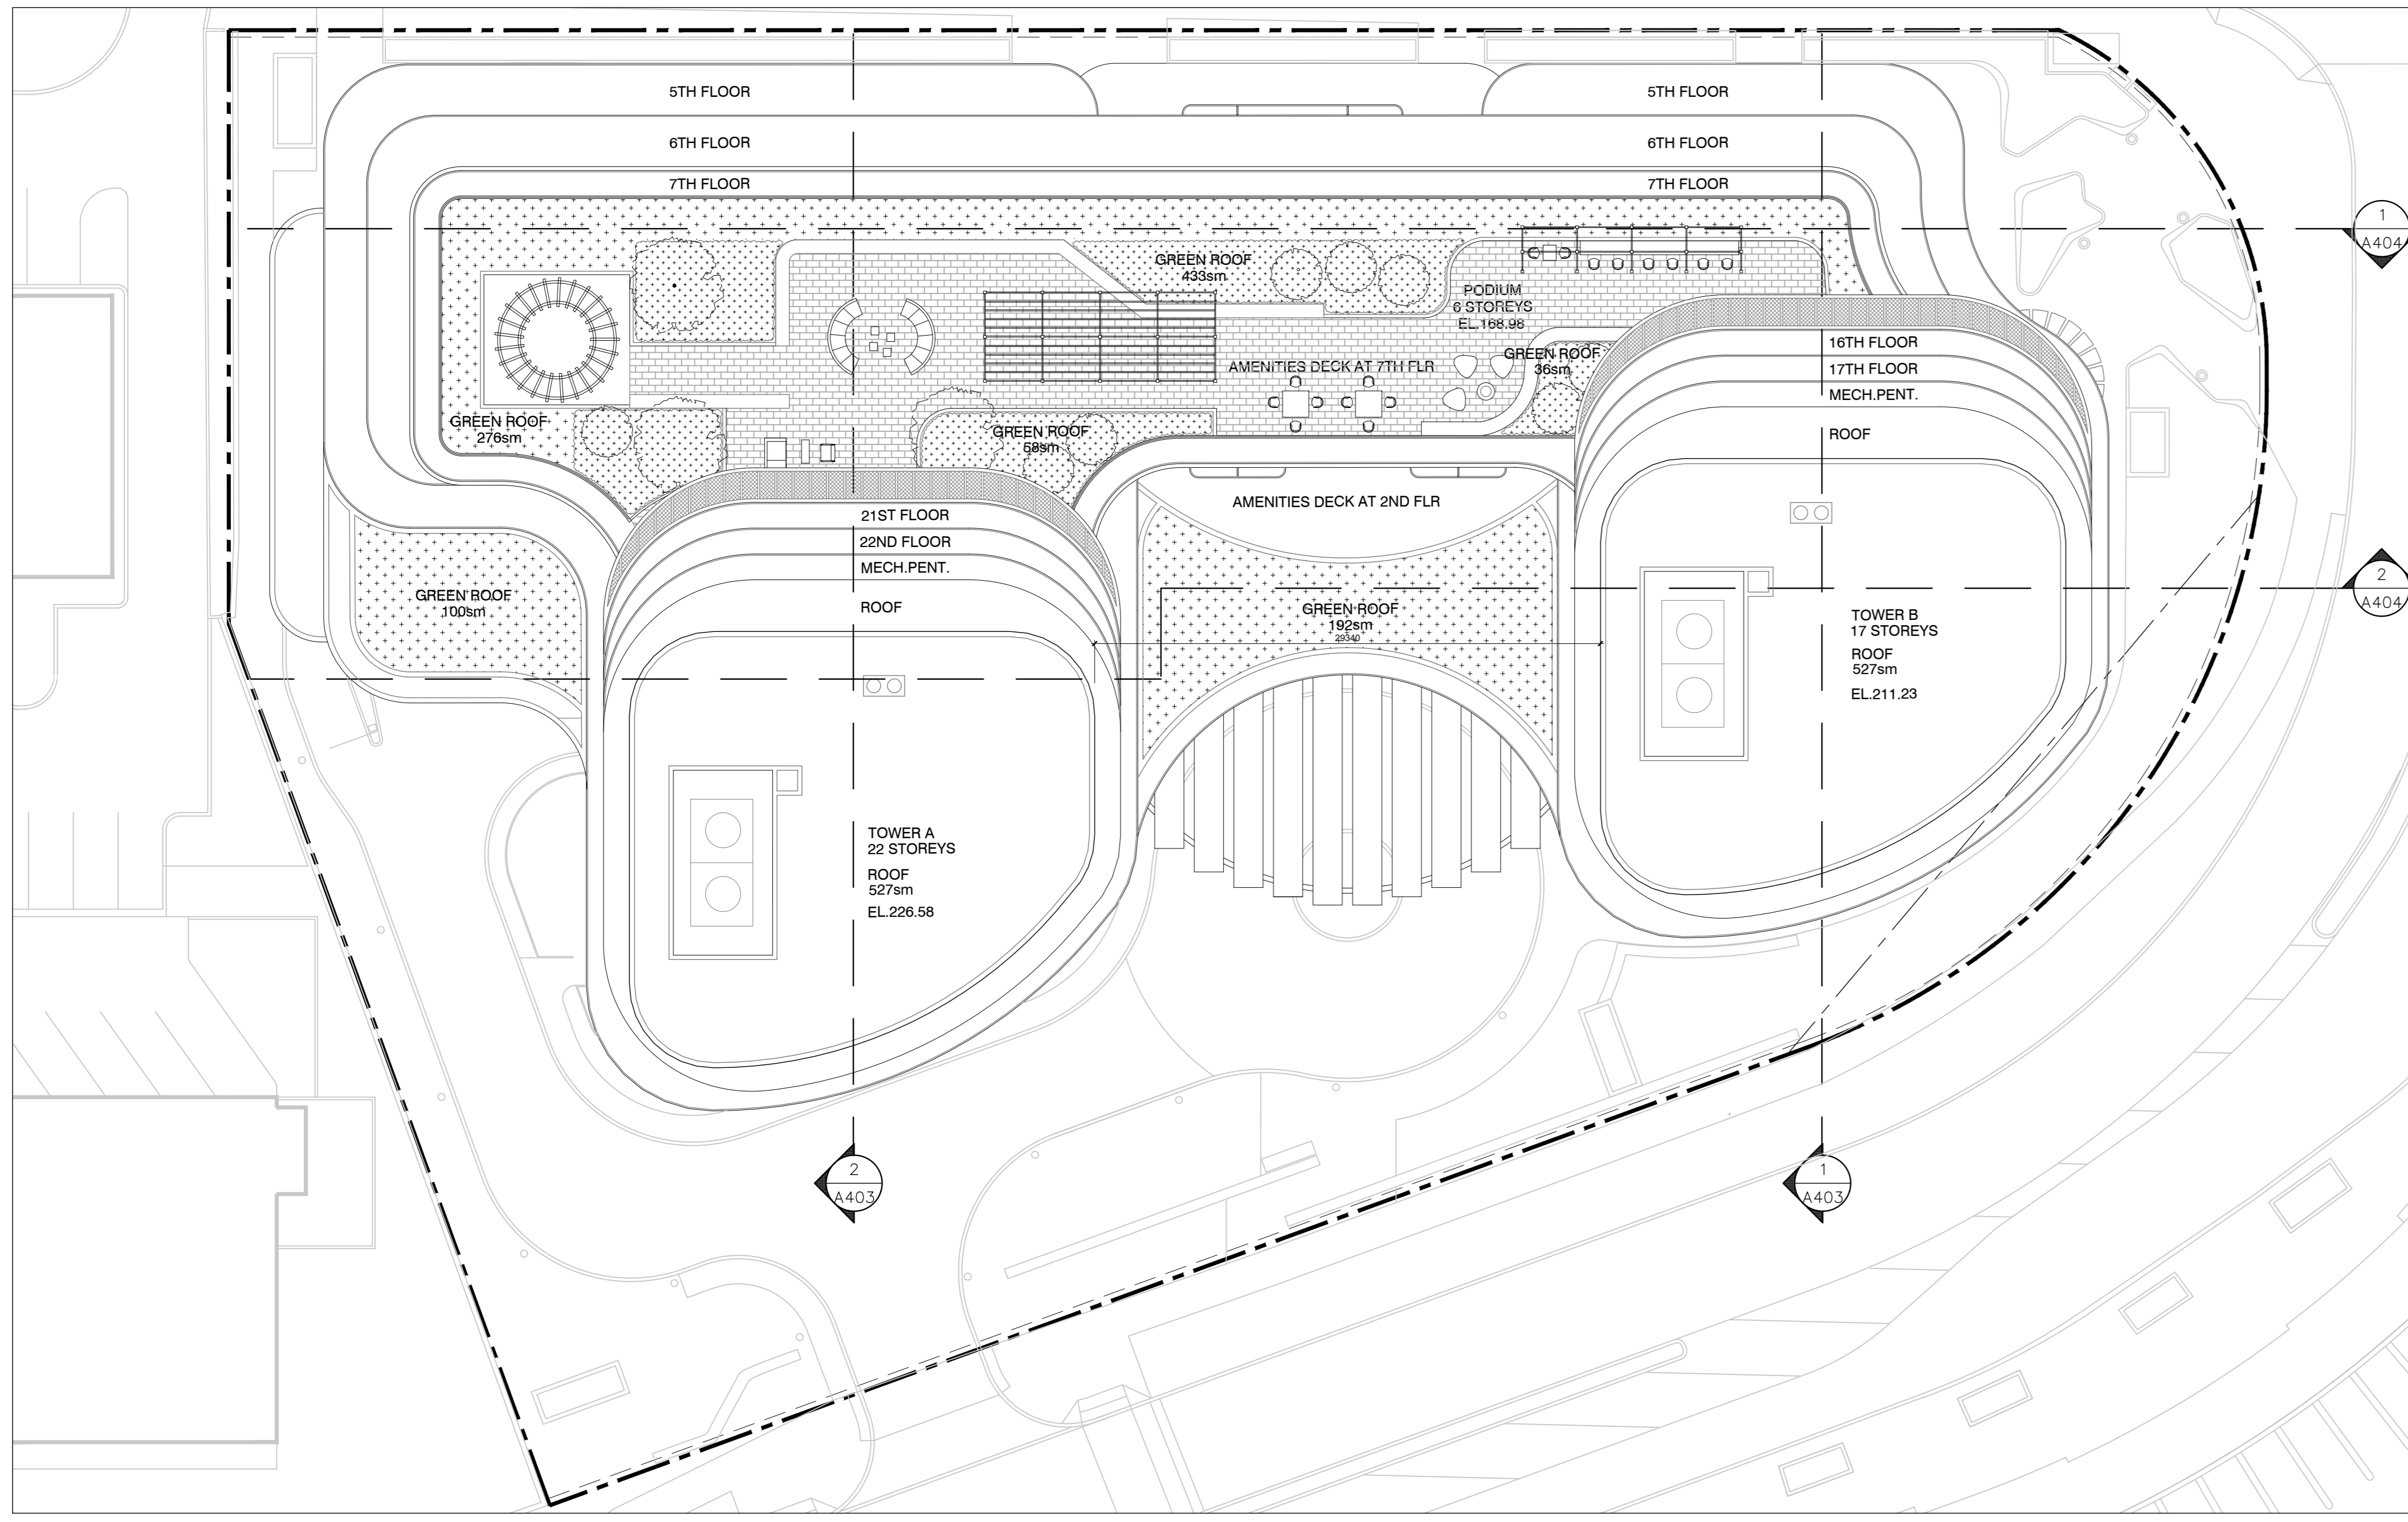 5TH FLOOR
5TH FLOOR
6TH FLOOR
6TH FLOOR
7TH FLOOR
7TH FLOOR
1
A404
GREEN ROOF
433sm
PODIUM
6 STOREYS
EL.168.98
AMENITIES DECK AT 7TH FLR
GREEN ROOF
36sm
16TH FLOOR
17TH FLOOR
MECH.PENT.
ROOF
GREEN ROOF
276sm
GREEN ROOF
58sm
AMENITIES DECK AT 2ND FLR
21ST FLOOR
22ND FLOOR
MECH.PENT.
ROOF
GREEN ROOF
100sm
GREEN ROOF
192sm
29340
2
A404
TOWER B
17 STOREYS
ROOF
527sm
EL.211.23
TOWER A
22 STOREYS
ROOF
527sm
EL.226.58
2
A403
1
A403